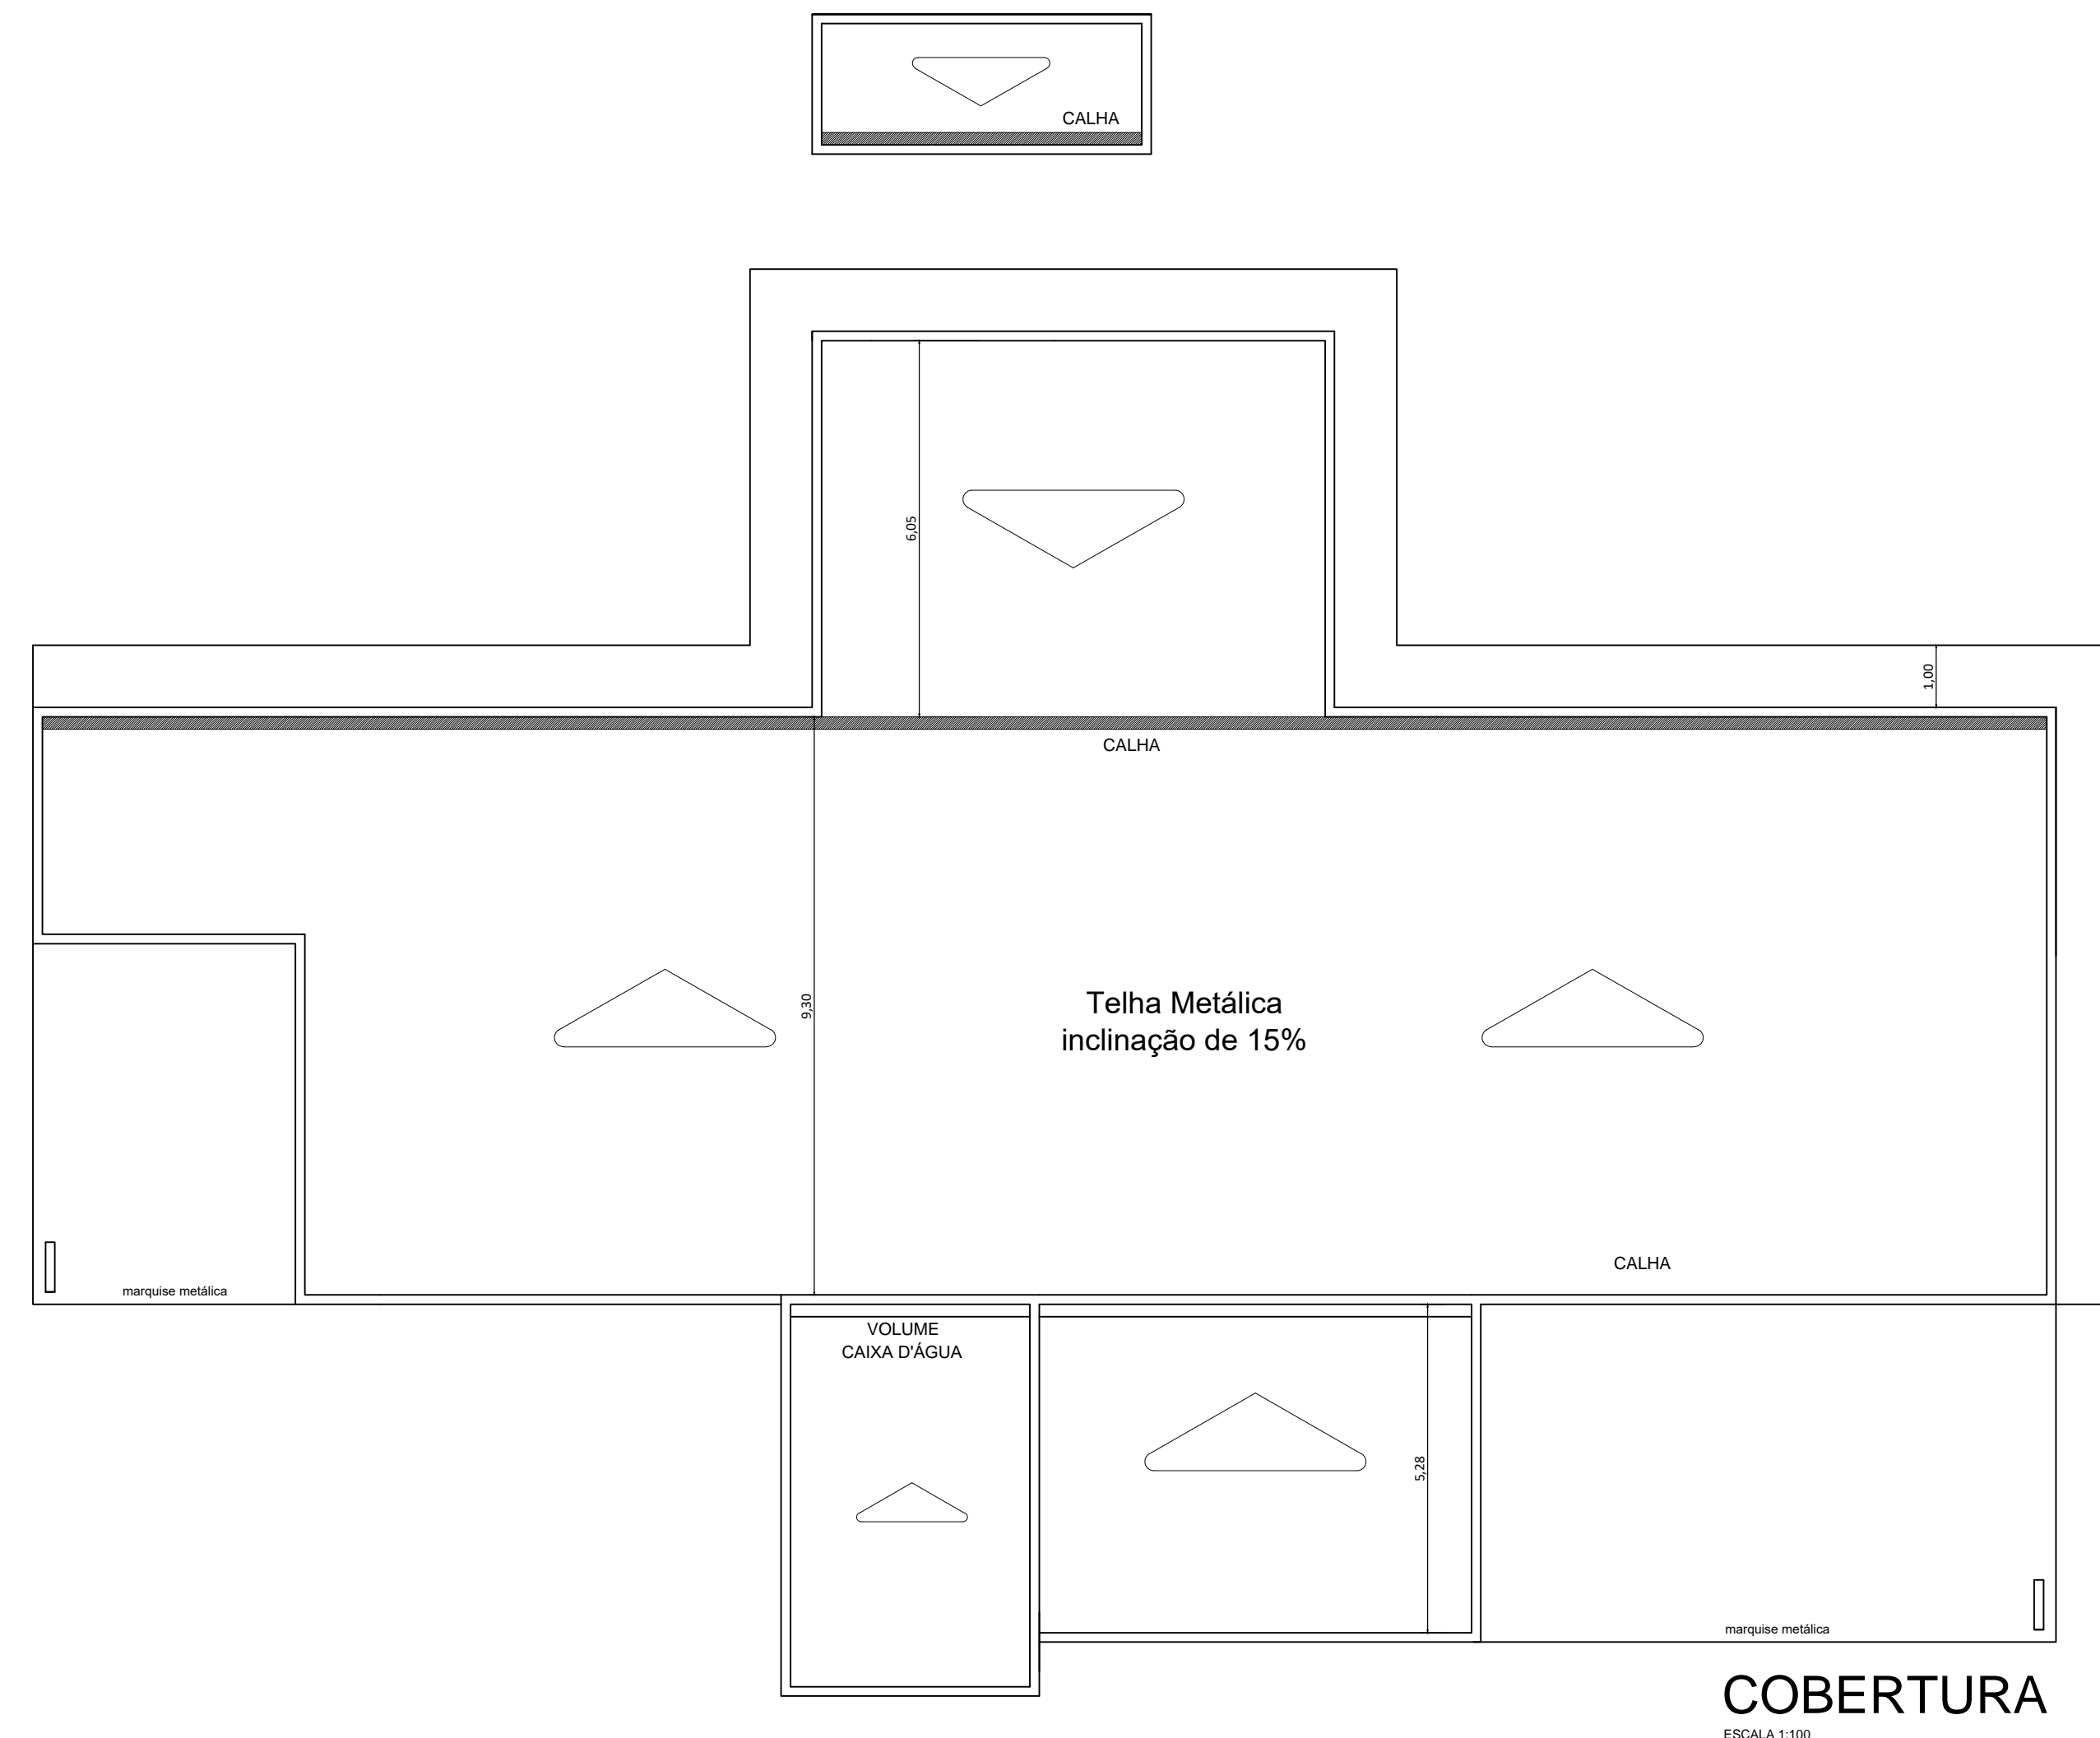 CALHA
6,05
1,00
CALHA
9,30
Telha Metálica
inclinação de 15%
CALHA
marquise metálica
VOLUME
CAIXA D'ÁGUA
5,28
marquise metálica
COBERTURA
ESCALA 1:100